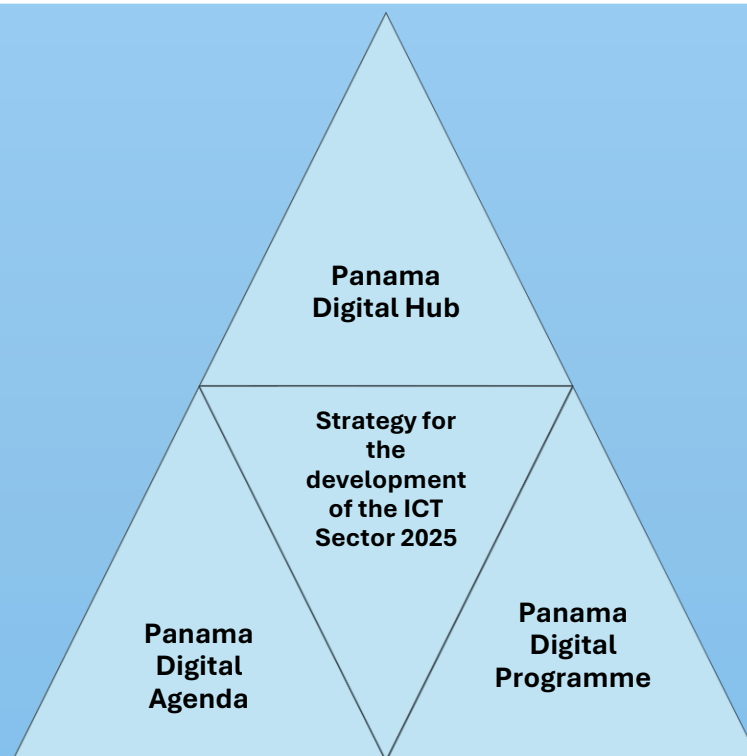 Panama
Digital Hub
Strategy for
the
development
of the ICT
Sector 2025
Panama
Digital
Agenda
Panama
Digital
Programme